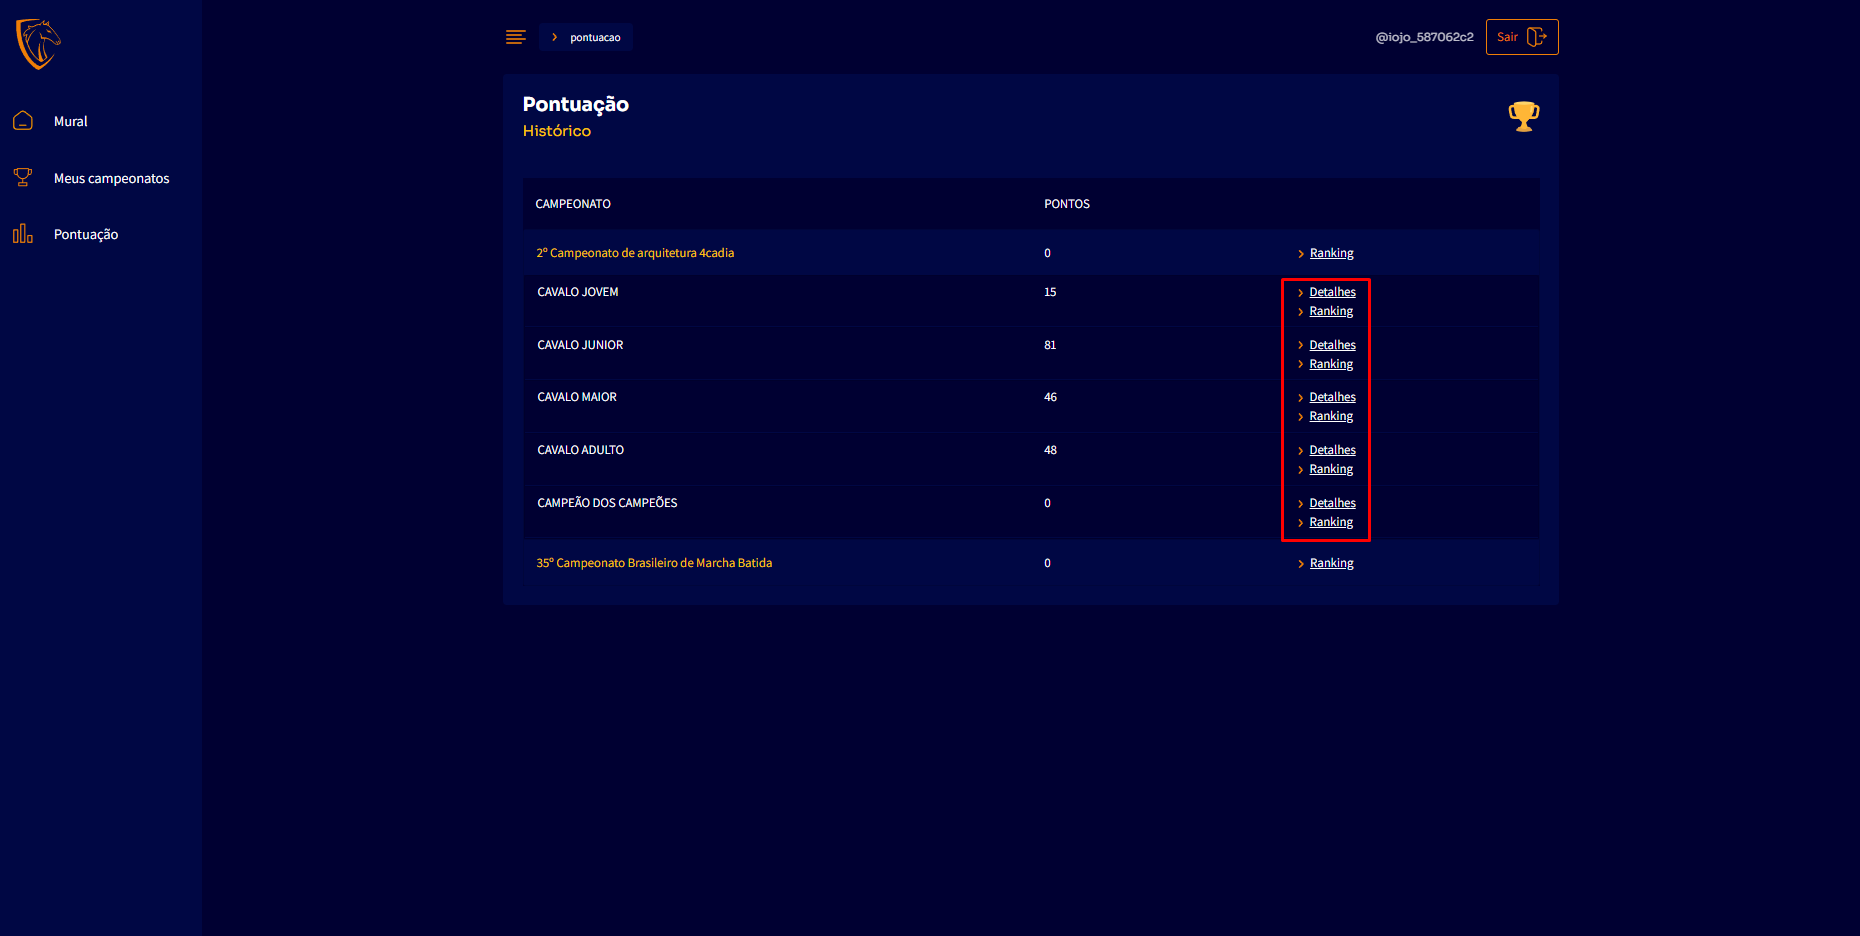 pontuacao
@iojo_587062c2
Sair
Mural
Meus campeonatos
Pontuação
Pontuação
Histórico
CAMPEONATO PONTOS
2º Campeonato de arquitetura 4cadia 0 Ranking
CAVALO JOVEM 15 Detalhes
Ranking
CAVALO JUNIOR 81 Detalhes
Ranking
CAVALO MAIOR 46 Detalhes
Ranking
CAVALO ADULTO 48 Detalhes
Ranking
CAMPEÃO DOS CAMPEÕES 0 Detalhes
Ranking
35º Campeonato Brasileiro de Marcha Batida 0 Ranking